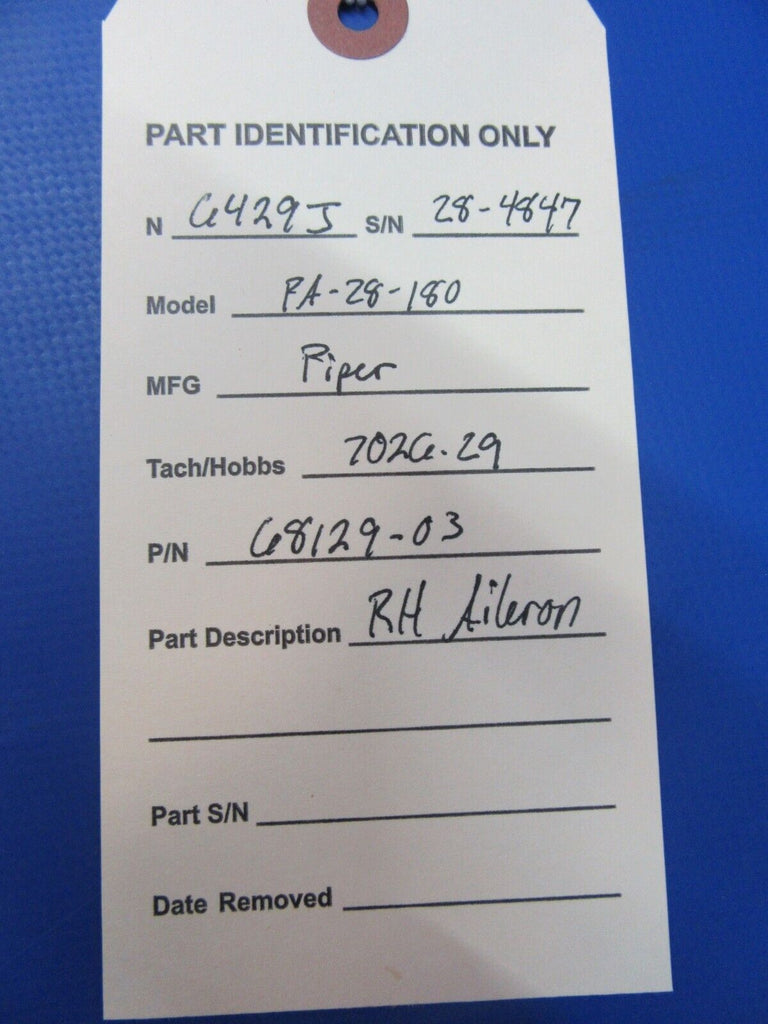 PART IDENTIFICATION ONLY
N 6429J S/N 28-4847
Model PA-28-180
MFG Piper
Tach/Hobbs 7026.29
P/N 68129-03
Part Description RH Aileron
Part S/N
Date Removed